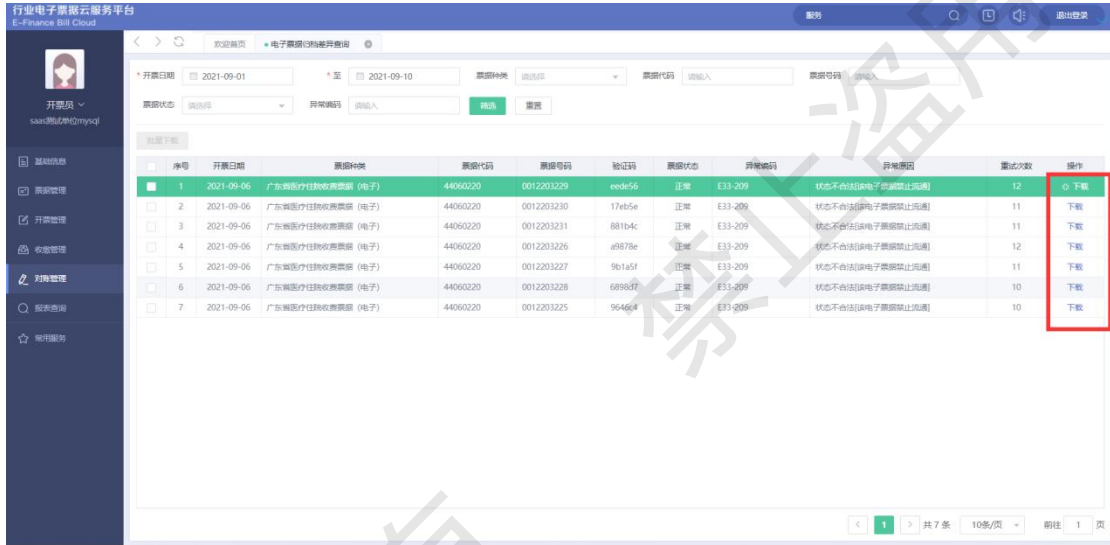 行业电子票据云服务平台
E-Finance Bill Cloud
服务
退出登录
开票员
saas测试单位mysql
基础信息
票据管理
开票管理
收缴管理
对账管理
报表查询
常用服务
欢迎首页 电子票据归档差异查询
* 开票日期 2021-09-01 * 至 2021-09-10 票据种类 请选择 票据代码 请输入 票据号码 请输入
票据状态 请选择 异常编码 请输入 筛选 重置
批量下载
序号 开票日期 票据种类 票据代码 票据号码 验证码 票据状态 异常编码 异常原因 重试次数 操作
1 2021-09-06 广东省医疗住院收费票据（电子） 44060220 0012203229 eede56 正常 E33-209 状态不合法[该电子票据禁止流通] 12 下载
2 2021-09-06 广东省医疗住院收费票据（电子） 44060220 0012203230 17eb5e 正常 E33-209 状态不合法[该电子票据禁止流通] 11 下载
3 2021-09-06 广东省医疗住院收费票据（电子） 44060220 0012203231 881b4c 正常 E33-209 状态不合法[该电子票据禁止流通] 11 下载
4 2021-09-06 广东省医疗住院收费票据（电子） 44060220 0012203226 a9878e 正常 E33-209 状态不合法[该电子票据禁止流通] 12 下载
5 2021-09-06 广东省医疗住院收费票据（电子） 44060220 0012203227 9b1a5f 正常 E33-209 状态不合法[该电子票据禁止流通] 11 下载
6 2021-09-06 广东省医疗住院收费票据（电子） 44060220 0012203228 6898d7 正常 E33-209 状态不合法[该电子票据禁止流通] 10 下载
7 2021-09-06 广东省医疗住院收费票据（电子） 44060220 0012203225 9646c4 正常 E33-209 状态不合法[该电子票据禁止流通] 10 下载
1 共 7 条 10条/页 前往 1 页
禁止盗用